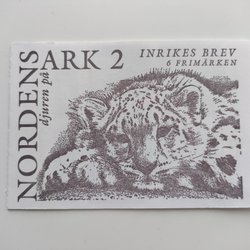 NORDENS
djuren på
ARK 2
INRIKES BREV
6 FRIMÄRKEN